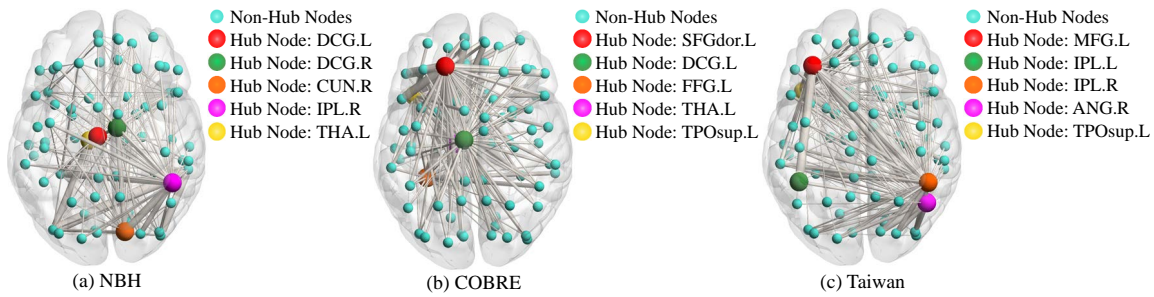 Non-Hub Nodes
Hub Node: DCG.L
Hub Node: DCG.R
Hub Node: CUN.R
Hub Node: IPL.R
Hub Node: THA.L
(a) NBH
Non-Hub Nodes
Hub Node: SFGdor.L
Hub Node: DCG.L
Hub Node: FFG.L
Hub Node: THA.L
Hub Node: TPOsup.L
(b) COBRE
Non-Hub Nodes
Hub Node: MFG.L
Hub Node: IPL.L
Hub Node: IPL.R
Hub Node: ANG.R
Hub Node: TPOsup.L
(c) Taiwan